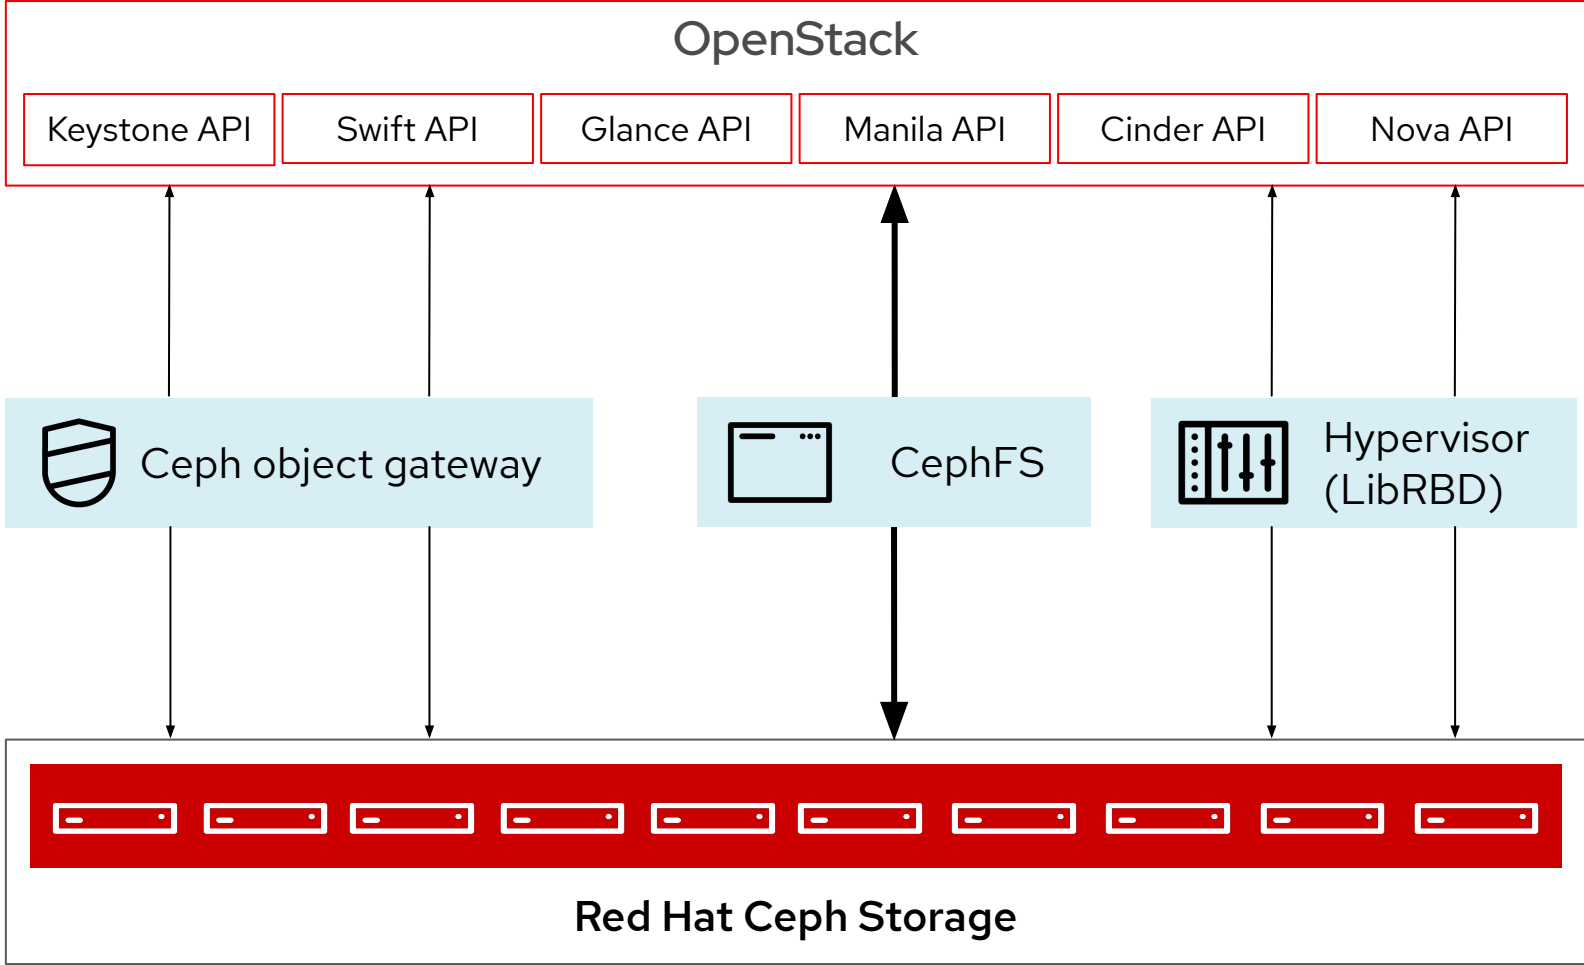 OpenStack
Keystone API
Swift API
Glance API
Manila API
Cinder API
Nova API
Ceph object gateway
CephFS
Hypervisor
(LibRBD)
Red Hat Ceph Storage